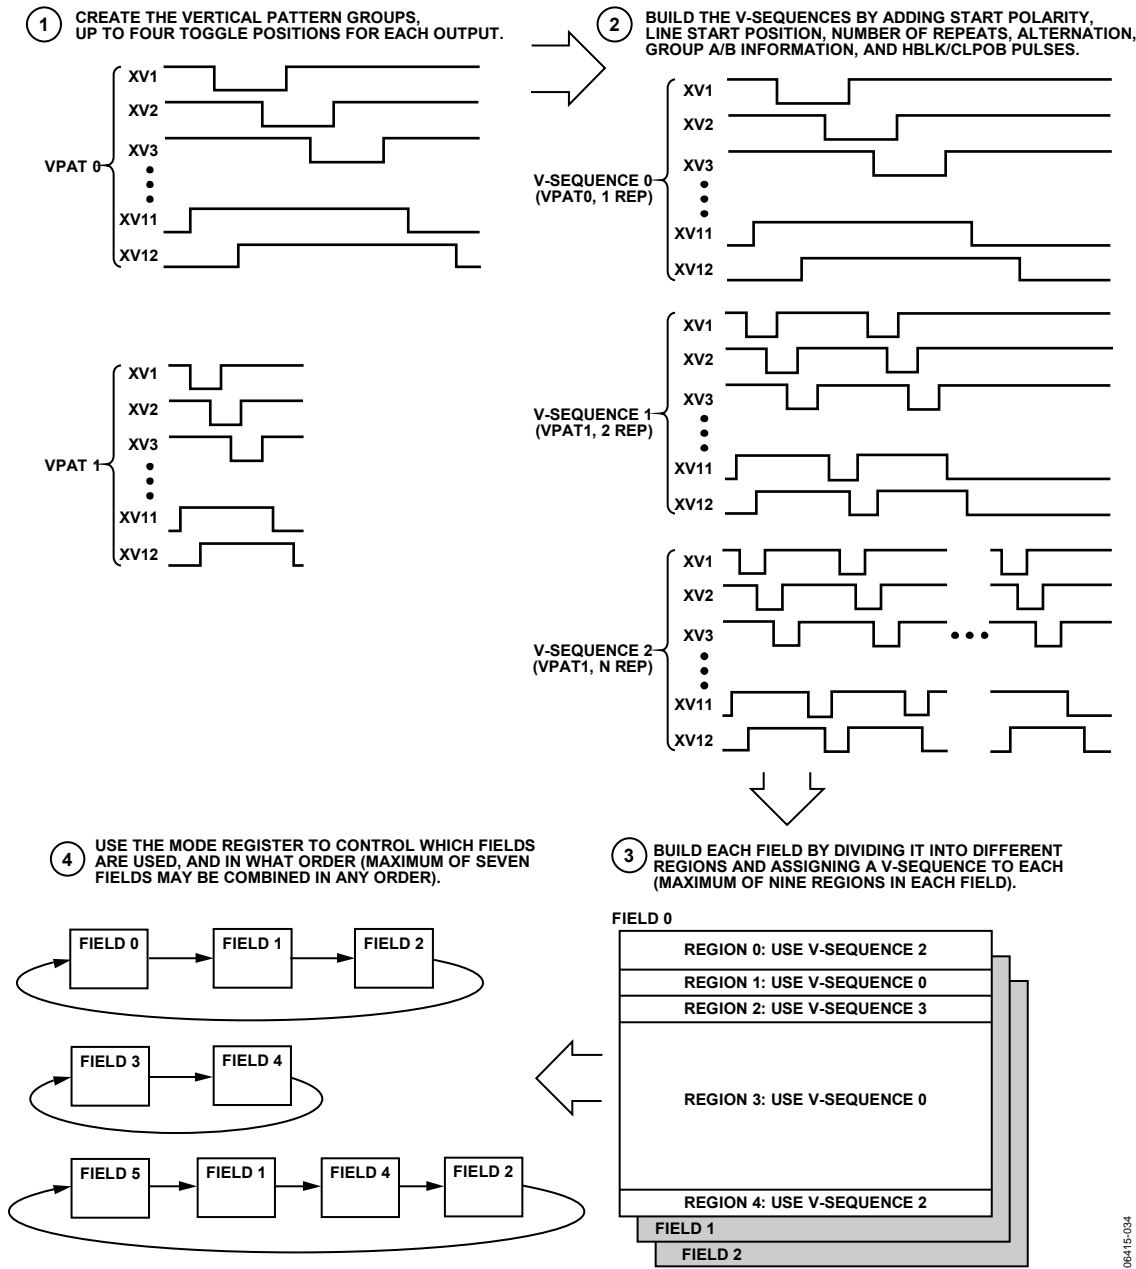 1
CREATE THE VERTICAL PATTERN GROUPS,
UP TO FOUR TOGGLE POSITIONS FOR EACH OUTPUT.
VPAT 0
XV1
XV2
XV3
XV11
XV12
VPAT 1
XV1
XV2
XV3
XV11
XV12
2
BUILD THE V-SEQUENCES BY ADDING START POLARITY,
LINE START POSITION, NUMBER OF REPEATS, ALTERNATION,
GROUP A/B INFORMATION, AND HBLK/CLPOB PULSES.
V-SEQUENCE 0
(VPAT0, 1 REP)
XV1
XV2
XV3
XV11
XV12
V-SEQUENCE 1
(VPAT1, 2 REP)
XV1
XV2
XV3
XV11
XV12
V-SEQUENCE 2
(VPAT1, N REP)
XV1
XV2
XV3
XV11
XV12
3
BUILD EACH FIELD BY DIVIDING IT INTO DIFFERENT
REGIONS AND ASSIGNING A V-SEQUENCE TO EACH
(MAXIMUM OF NINE REGIONS IN EACH FIELD).
FIELD 0
REGION 0: USE V-SEQUENCE 2
REGION 1: USE V-SEQUENCE 0
REGION 2: USE V-SEQUENCE 3
REGION 3: USE V-SEQUENCE 0
REGION 4: USE V-SEQUENCE 2
FIELD 1
FIELD 2
4
USE THE MODE REGISTER TO CONTROL WHICH FIELDS
ARE USED, AND IN WHAT ORDER (MAXIMUM OF SEVEN
FIELDS MAY BE COMBINED IN ANY ORDER).
FIELD 0
FIELD 1
FIELD 2
FIELD 3
FIELD 4
FIELD 5
FIELD 1
FIELD 4
FIELD 2
06415-034